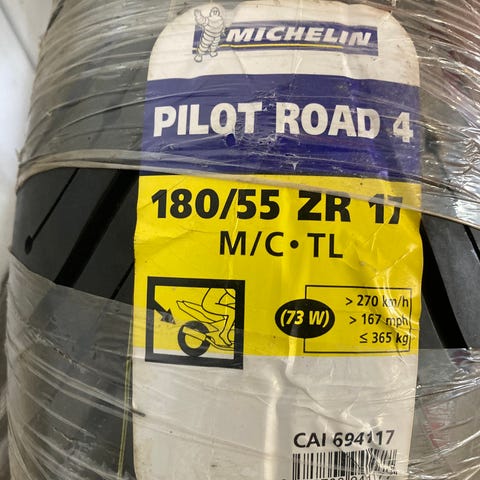 MICHELIN
PILOT ROAD 4
180/55 ZR 17
M/C • TL
(73 W)
> 270 km/h
> 167 mph
≤ 365 kg
CAI 694117